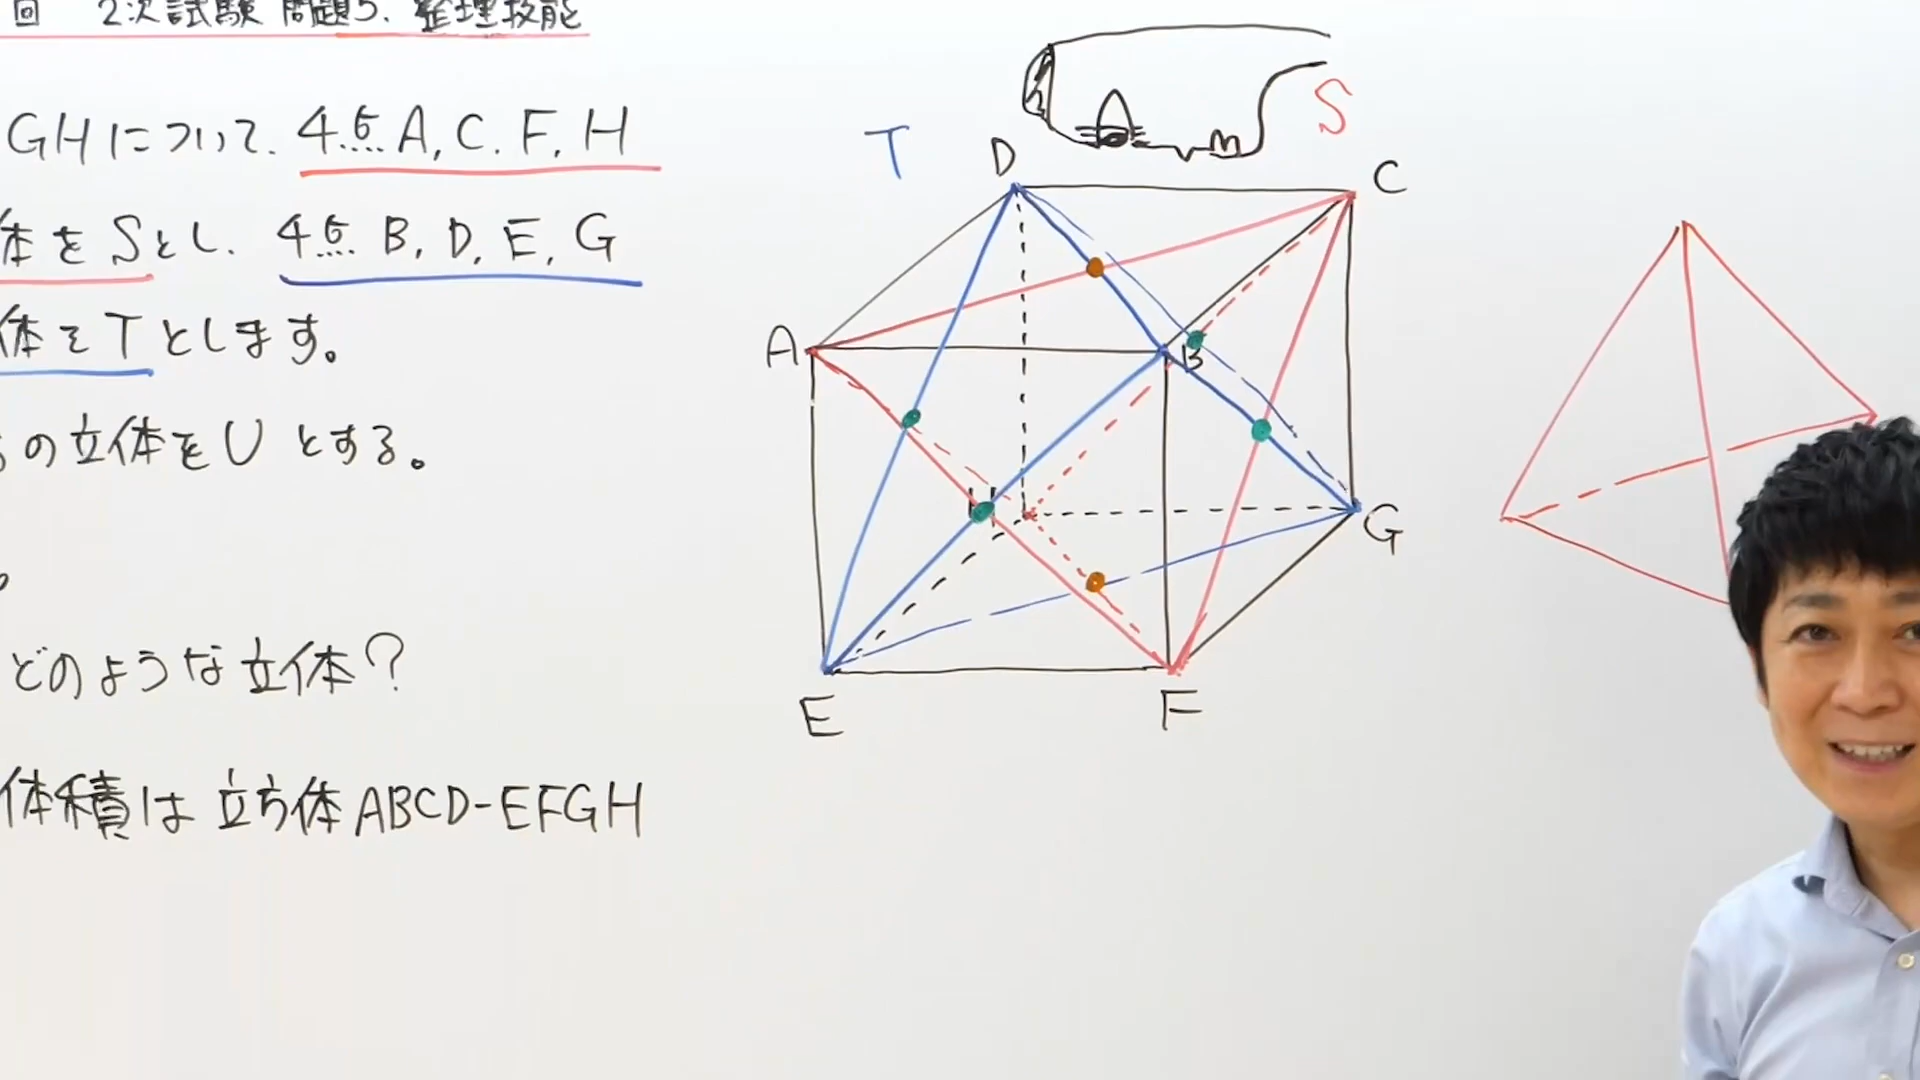 回 2次試験 問題5. 整理技能
GHについて. 4点 A, C, F, H
体をSとし. 4点 B, D, E, G
体をTとします。
の立体をUとする。
どのような立体?
体積は立方体ABCD-EFGH
T
S
D
C
A
B
H
G
E
F